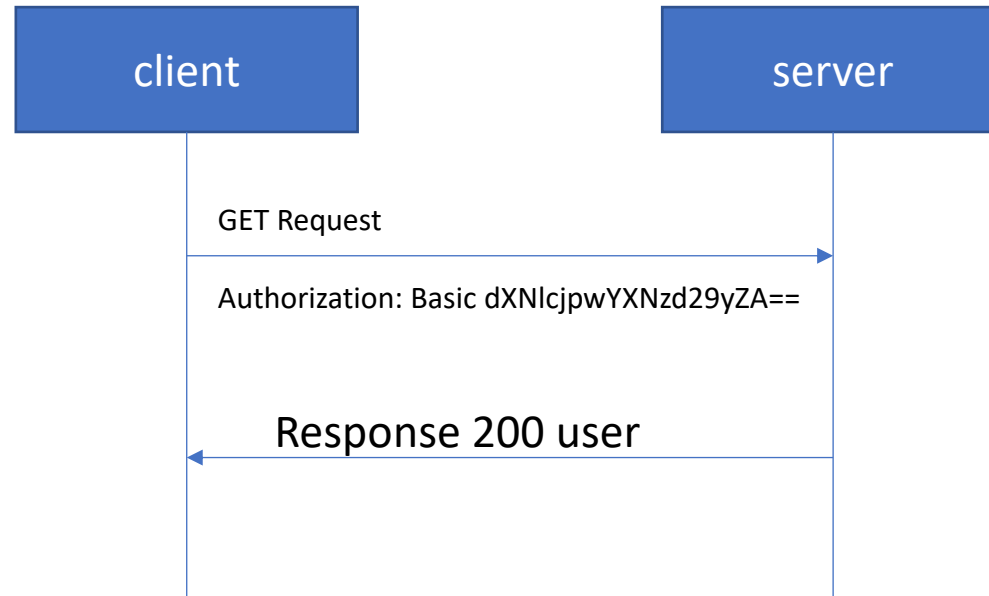 client
server
GET Request
Authorization: Basic dXNlcjpwYXNzd29yZA==
Response 200 user